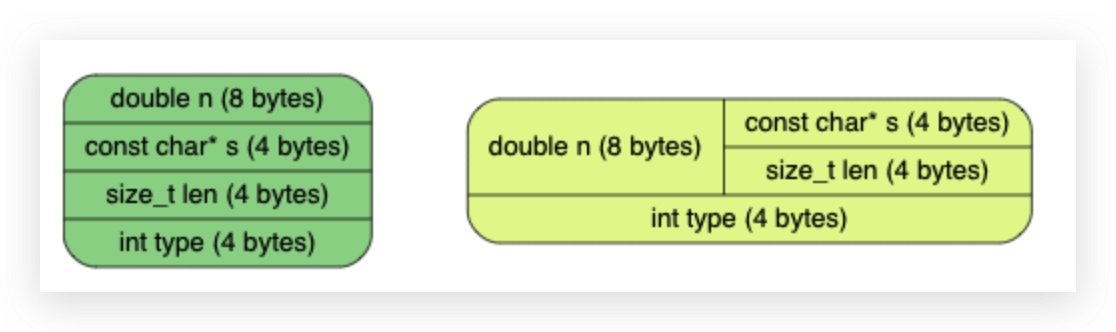 double n (8 bytes)
const char* s (4 bytes)
size_t len (4 bytes)
int type (4 bytes)
double n (8 bytes)
const char* s (4 bytes)
size_t len (4 bytes)
int type (4 bytes)